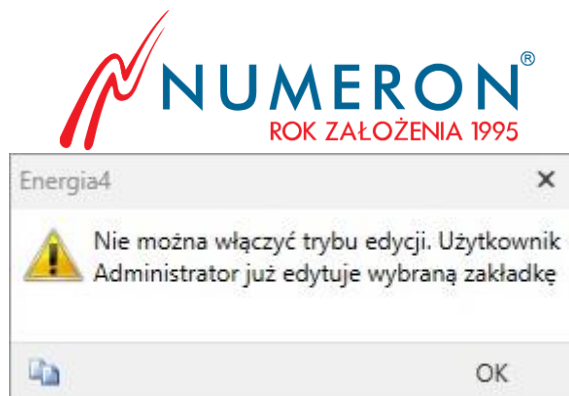 NUMERON®
ROK ZAŁOŻENIA 1995
Energia4
Nie można włączyć trybu edycji. Użytkownik
Administrator już edytuje wybraną zakładkę
OK